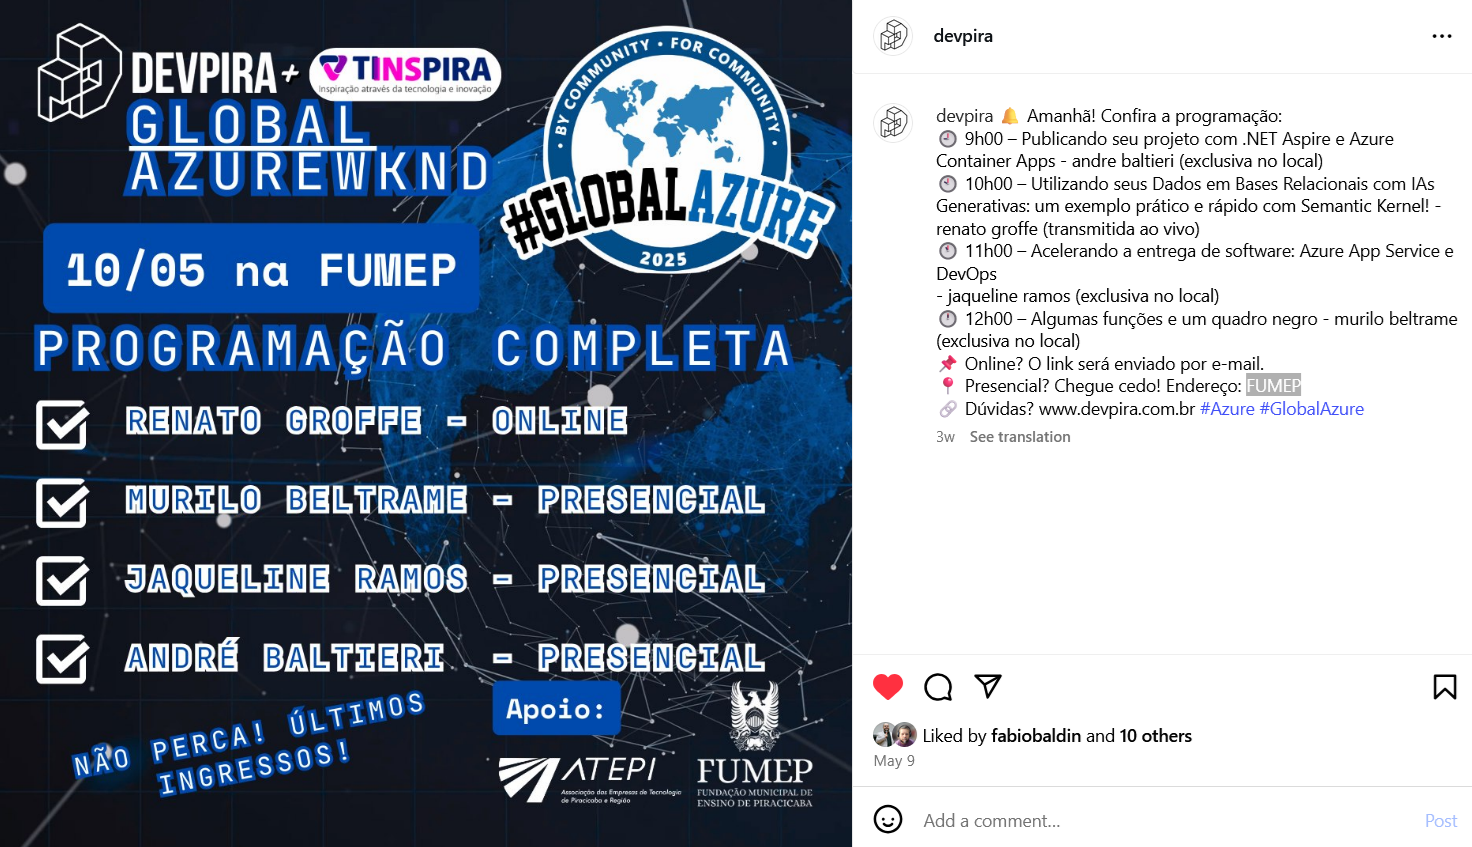 DEVPIRA + TINSPIRA
Inspiração através da tecnologia e inovação
GLOBAL
AZUREWKND
BY COMMUNITY • FOR COMMUNITY
#GLOBALAZURE
2025
10/05 na FUMEP
PROGRAMAÇÃO COMPLETA
RENATO GROFFE - ONLINE
MURILO BELTRAME - PRESENCIAL
JAQUELINE RAMOS - PRESENCIAL
ANDRÉ BALTIERI - PRESENCIAL
NÃO PERCA! ÚLTIMOS
INGRESSOS!
Apoio:
ATEPI
Associação das Empresas de Tecnologia
de Piracicaba e Região
FUMEP
FUNDAÇÃO MUNICIPAL DE
ENSINO DE PIRACICABA
devpira
devpira 🔔 Amanhã! Confira a programação:
🕘 9h00 – Publicando seu projeto com .NET Aspire e Azure
Container Apps - andre baltieri (exclusiva no local)
🕙 10h00 – Utilizando seus Dados em Bases Relacionais com IAs
Generativas: um exemplo prático e rápido com Semantic Kernel! -
renato groffe (transmitida ao vivo)
🕚 11h00 – Acelerando a entrega de software: Azure App Service e
DevOps
- jaqueline ramos (exclusiva no local)
🕛 12h00 – Algumas funções e um quadro negro - murilo beltrame
(exclusiva no local)
📌 Online? O link será enviado por e-mail.
📍 Presencial? Chegue cedo! Endereço: FUMEP
🔗 Dúvidas? www.devpira.com.br #Azure #GlobalAzure
3w See translation
Liked by fabiobaldin and 10 others
May 9
Add a comment...
Post